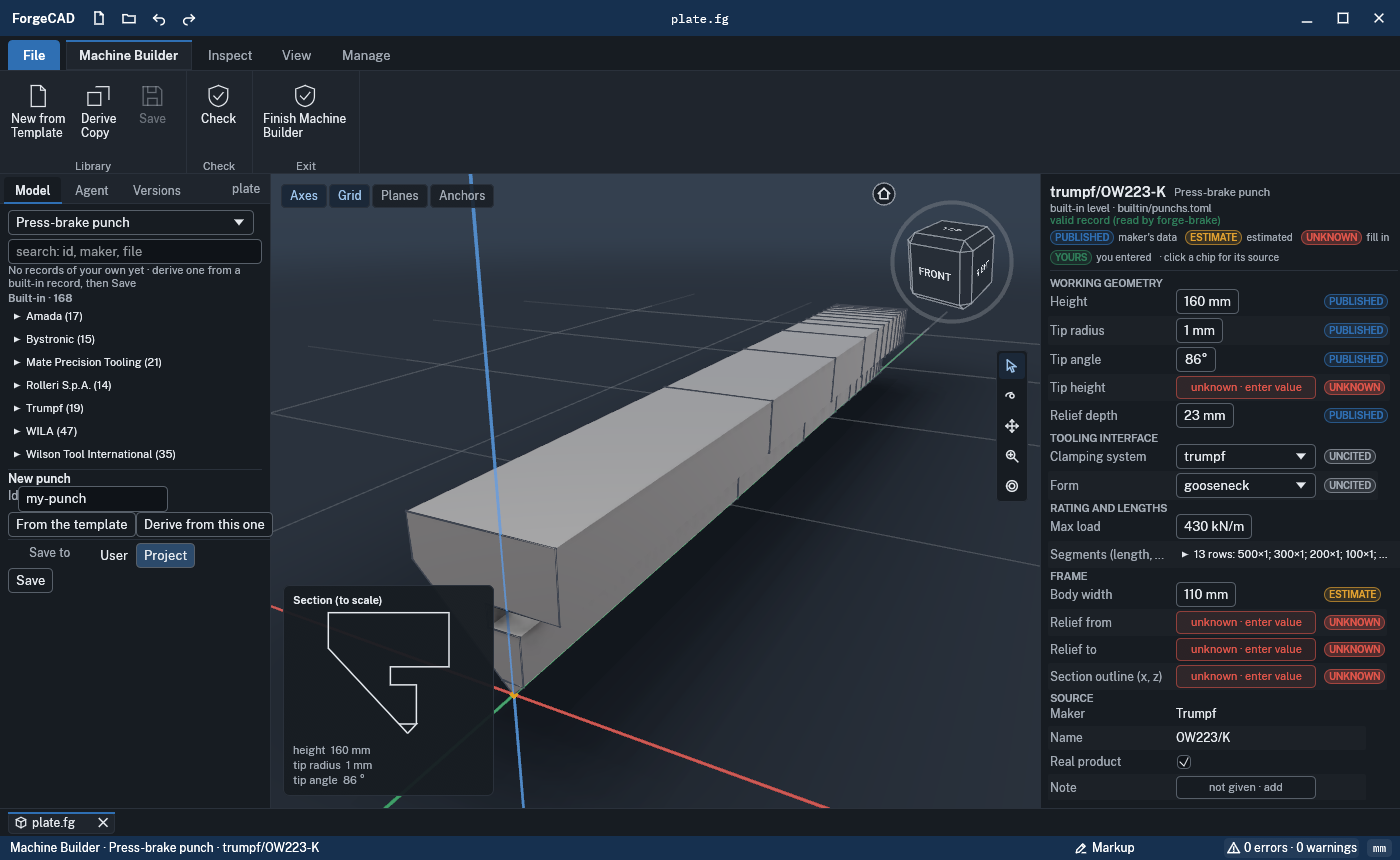 ForgeCAD
plate.fg
File
Machine Builder
Inspect
View
Manage
New from
Template
Derive
Copy
Save
Check
Finish Machine
Builder
Library
Check
Exit
Model
Agent
Versions
plate
Press-brake punch
search: id, maker, file
No records of your own yet · derive one from a
built-in record, then Save
Built-in · 168
Amada (17)
Bystronic (15)
Mate Precision Tooling (21)
Rolleri S.p.A. (14)
Trumpf (19)
WILA (47)
Wilson Tool International (35)
New punch
Id
my-punch
From the template
Derive from this one
Save to
User
Project
Save
Axes
Grid
Planes
Anchors
FRONT
Section (to scale)
height 160 mm
tip radius 1 mm
tip angle 86 °
trumpf/OW223-K Press-brake punch
built-in level · builtin/punchs.toml
valid record (read by forge-brake)
PUBLISHED maker's data ESTIMATE estimated UNKNOWN fill in
YOURS you entered · click a chip for its source
WORKING GEOMETRY
Height 160 mm PUBLISHED
Tip radius 1 mm PUBLISHED
Tip angle 86° PUBLISHED
Tip height unknown · enter value UNKNOWN
Relief depth 23 mm PUBLISHED
TOOLING INTERFACE
Clamping system trumpf UNCITED
Form gooseneck UNCITED
RATING AND LENGTHS
Max load 430 kN/m
Segments (length, ... 13 rows: 500×1; 300×1; 200×1; 100×1; ...
FRAME
Body width 110 mm ESTIMATE
Relief from unknown · enter value UNKNOWN
Relief to unknown · enter value UNKNOWN
Section outline (x, z) unknown · enter value UNKNOWN
SOURCE
Maker Trumpf
Name OW223/K
Real product
Note not given · add
plate.fg
Machine Builder · Press-brake punch · trumpf/OW223-K
Markup
0 errors · 0 warnings
mm